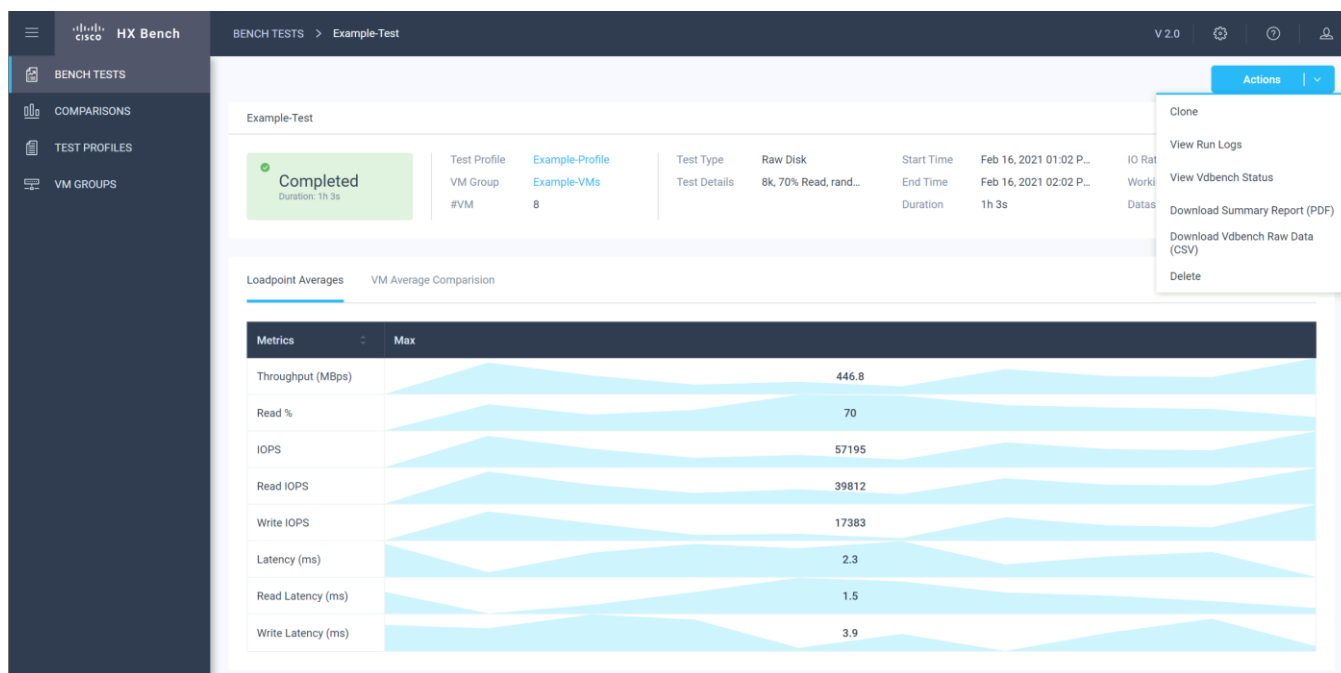 cisco HX Bench
BENCH TESTS > Example-Test
V 2.0
BENCH TESTS
COMPARISONS
TEST PROFILES
VM GROUPS
Actions
Clone
View Run Logs
View Vdbench Status
Download Summary Report (PDF)
Download Vdbench Raw Data
(CSV)
Delete
Example-Test
Completed
Duration: 1h 3s
Test Profile Example-Profile
VM Group Example-VMs
#VM 8
Test Type Raw Disk
Test Details 8k, 70% Read, rand...
Start Time Feb 16, 2021 01:02 P...
End Time Feb 16, 2021 02:02 P...
Duration 1h 3s
IO Rat
Worki
Datas
Loadpoint Averages VM Average Comparision
Metrics Max
Throughput (MBps) 446.8
Read % 70
IOPS 57195
Read IOPS 39812
Write IOPS 17383
Latency (ms) 2.3
Read Latency (ms) 1.5
Write Latency (ms) 3.9